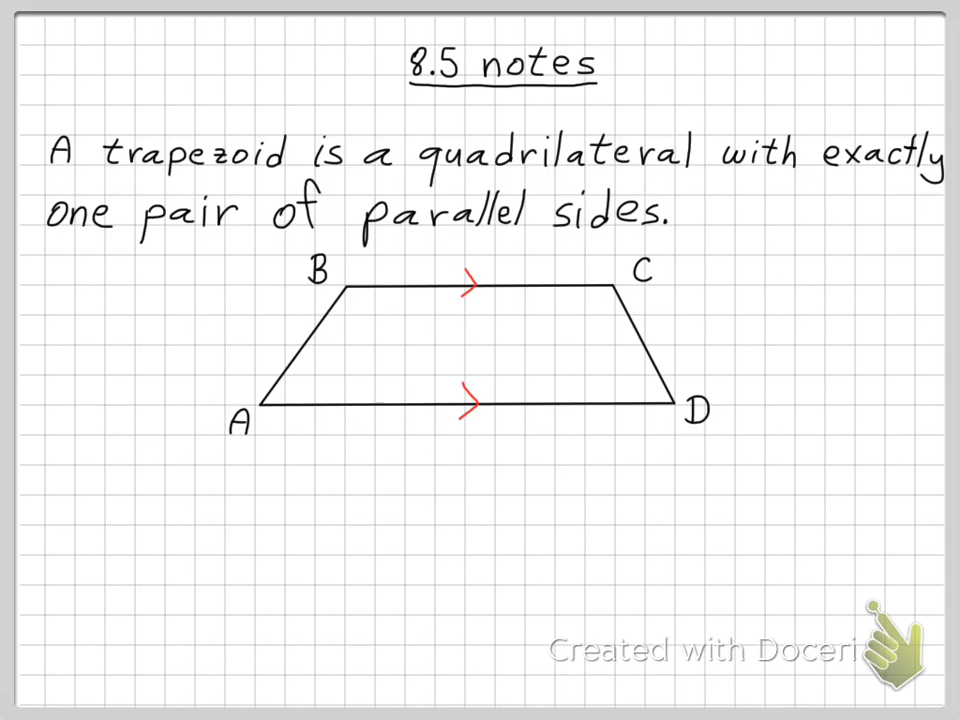 8.5 notes
A trapezoid is a quadrilateral with exactly
one pair of parallel sides.
B C
A D
Created with Doceri